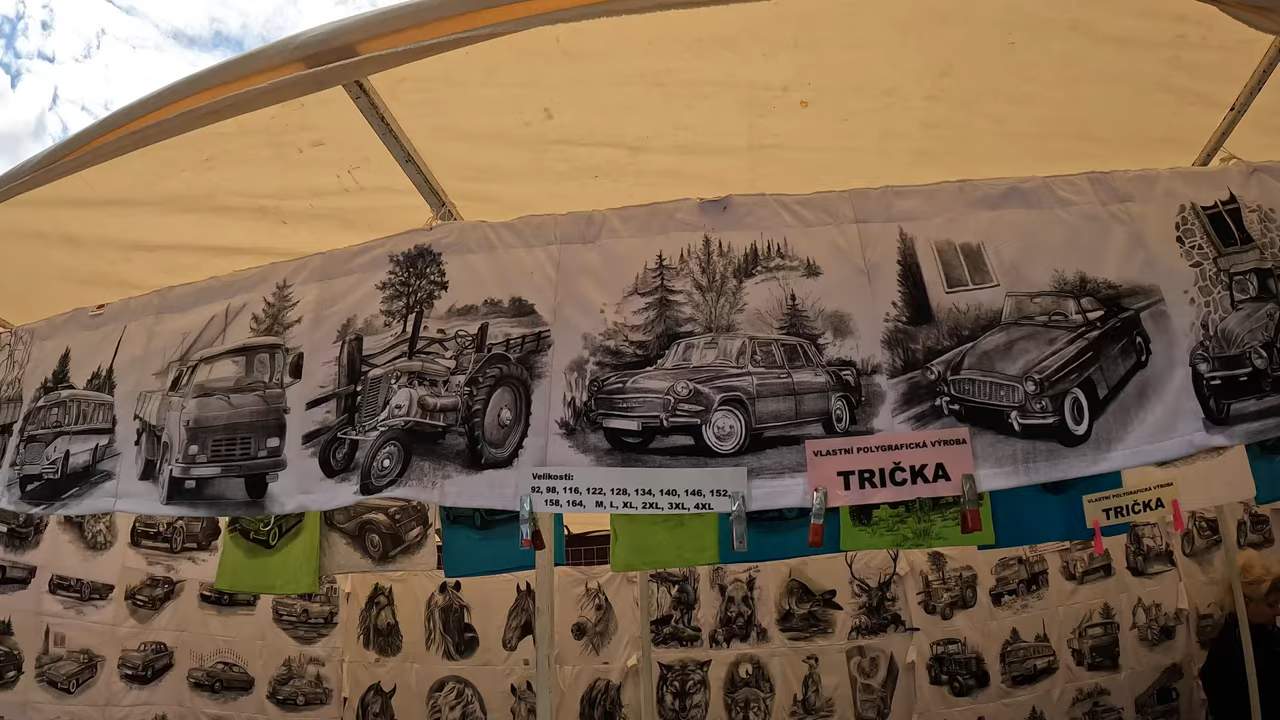 Velikosti:
92, 98, 116, 122, 128, 134, 140, 146, 152,
158, 164, M, L, XL, 2XL, 3XL, 4XL
VLASTNÍ POLYGRAFICKÁ VÝROBA
TRIČKA
VLASTNÍ POLYGRAFICKÁ VÝROBA
TRIČKA